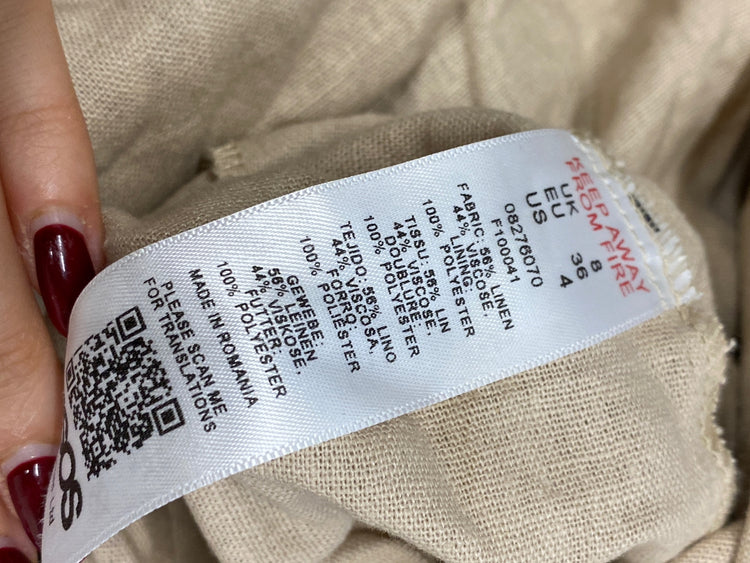 KEEP AWAY
FROM FIRE
UK 8
EU 36
US 4
08276070
F100041
FABRIC: 56% LINEN
44% VISCOSE.
LINING:
100% POLYESTER
TISSU: 56% LIN
44% VISCOSE.
DOUBLURE:
100% POLYESTER
TEJIDO: 56% LINO
44% VISCOSA.
FORRO:
100% POLIÉSTER
GEWEBE:
56% LEINEN
44% VISKOSE.
FUTTER:
100% POLYESTER
MADE IN ROMANIA
PLEASE SCAN ME
FOR TRANSLATIONS
OS